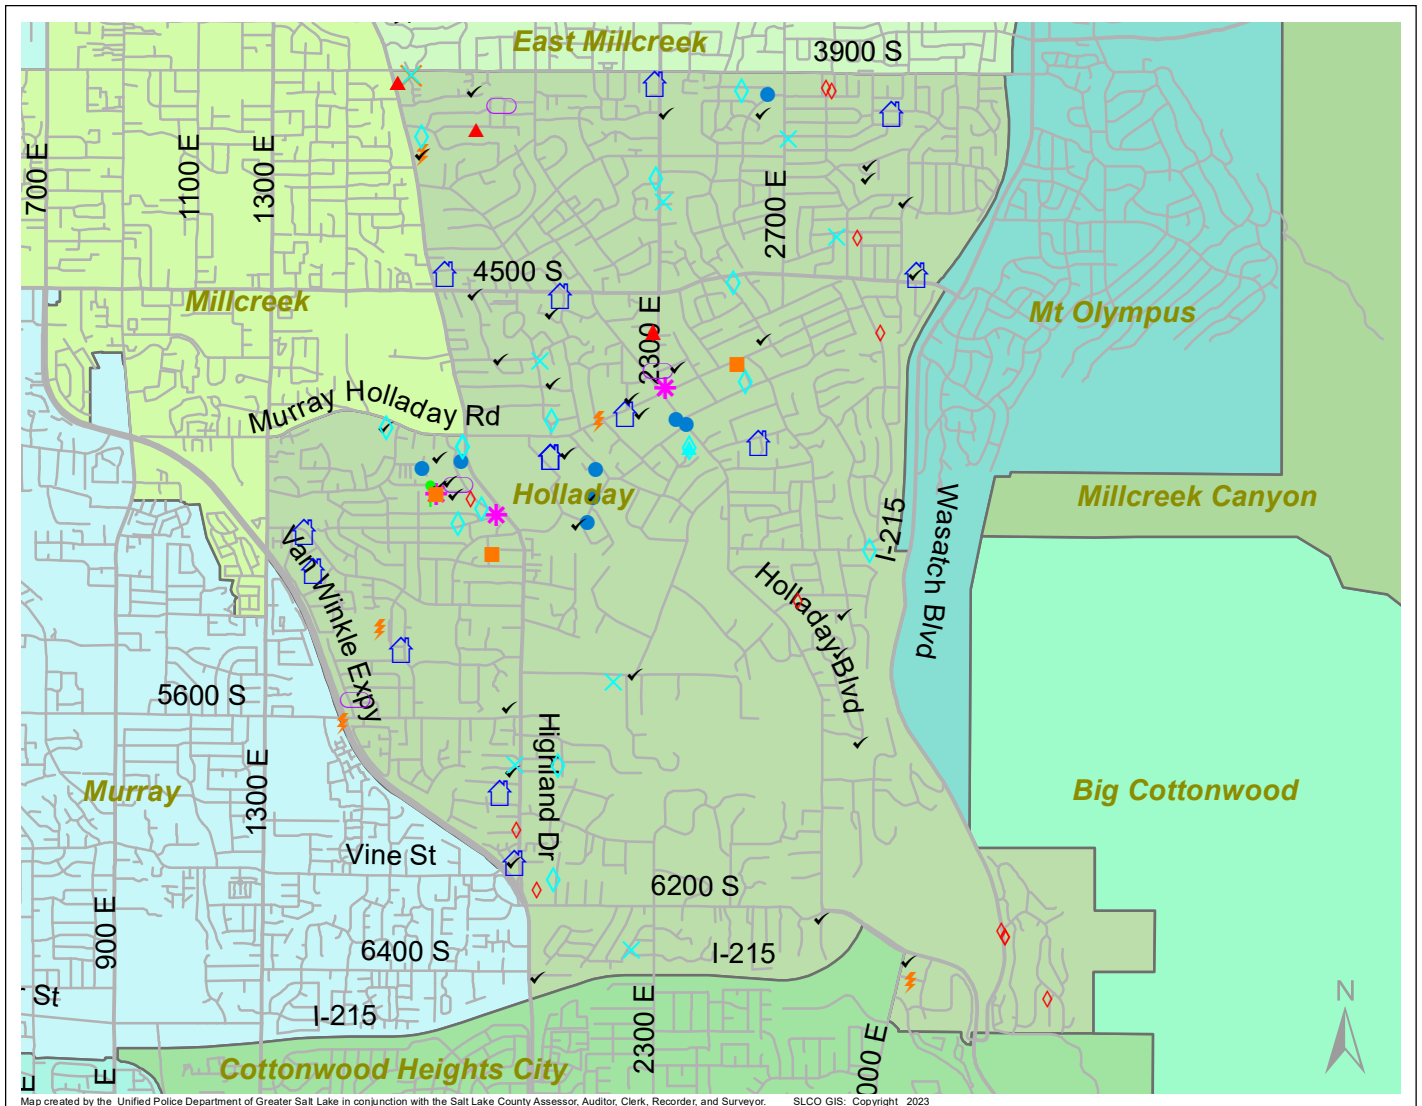 East Millcreek
3900 S
700 E
1100 E
1300 E
2700 E
4500 S
Millcreek
2300 E
Mt Olympus
Murray Holladay Rd
Holladay
Millcreek Canyon
I-215
Wasatch Blvd
Van Winkle Expy
Holladay Blvd
5600 S
Highland Dr
Murray
1300 E
Big Cottonwood
Vine St
6200 S
900 E
6400 S
I-215
St
I-215
2300 E
N
000 E
Cottonwood Heights City
E
E
Map created by the Unified Police Department of Greater Salt Lake in conjunction with the Salt Lake County Assessor, Auditor, Clerk, Recorder, and Surveyor. SLCO GIS: Copyright 2023